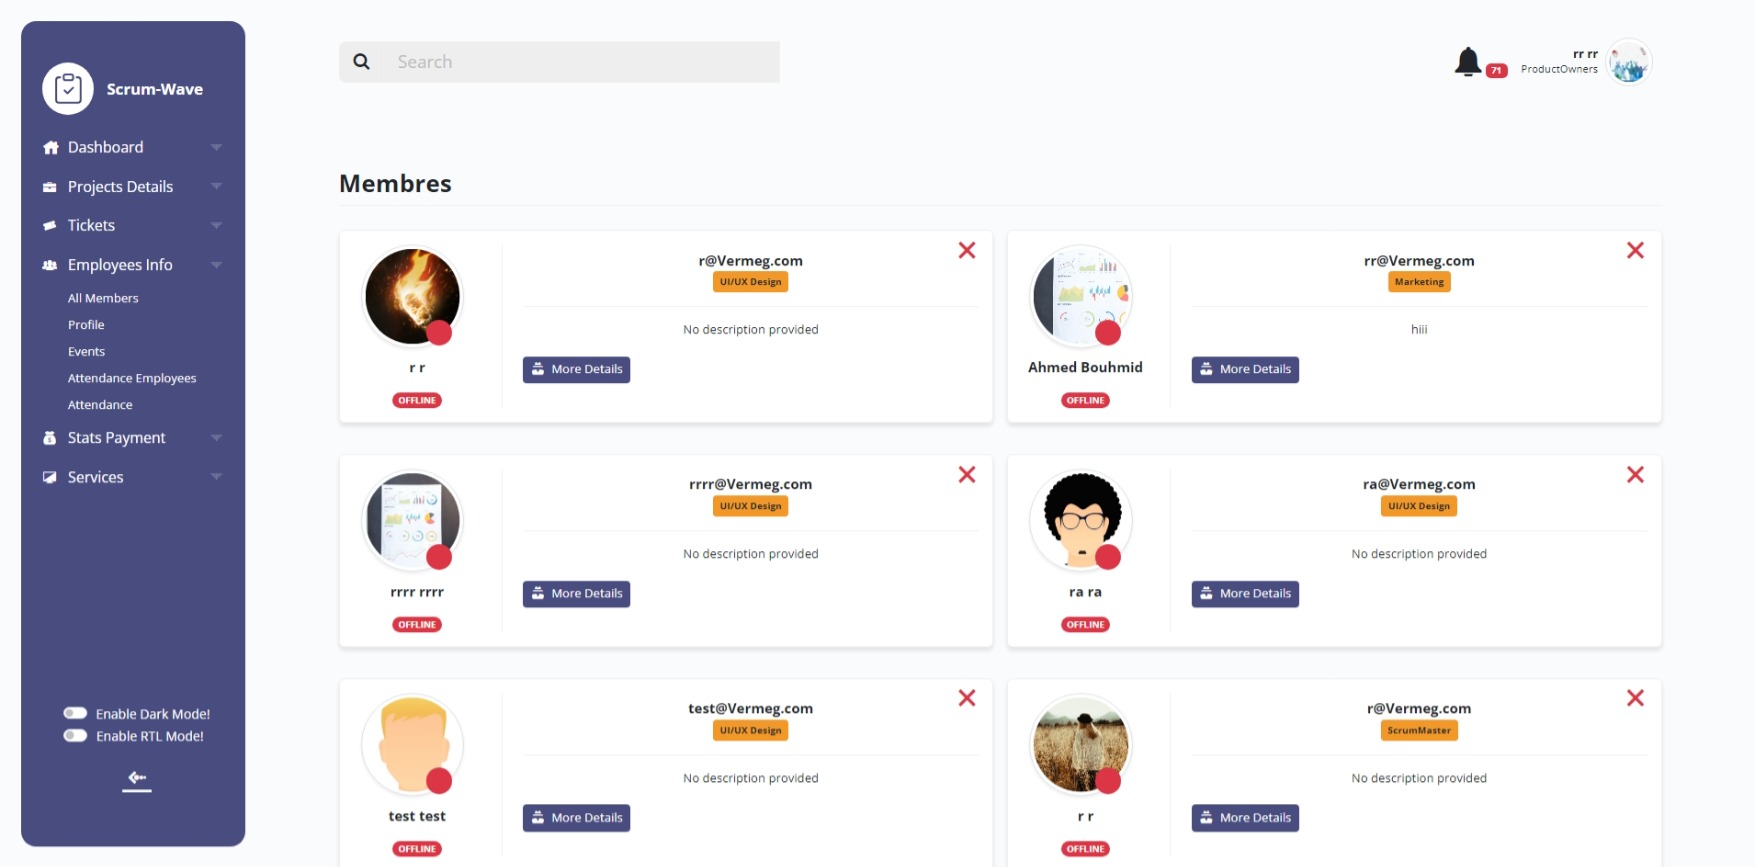 Scrum-Wave
Dashboard
Projects Details
Tickets
Employees Info
All Members
Profile
Events
Attendance Employees
Attendance
Stats Payment
Services
Enable Dark Mode!
Enable RTL Mode!
Search
71
rr rr
ProductOwners
Membres
r@Vermeg.com
UI/UX Design
No description provided
More Details
r r
OFFLINE
rr@Vermeg.com
Marketing
hiii
More Details
Ahmed Bouhmid
OFFLINE
rrrr@Vermeg.com
UI/UX Design
No description provided
More Details
rrrr rrrr
OFFLINE
ra@Vermeg.com
UI/UX Design
No description provided
More Details
ra ra
OFFLINE
test@Vermeg.com
UI/UX Design
No description provided
More Details
test test
OFFLINE
r@Vermeg.com
ScrumMaster
No description provided
More Details
r r
OFFLINE